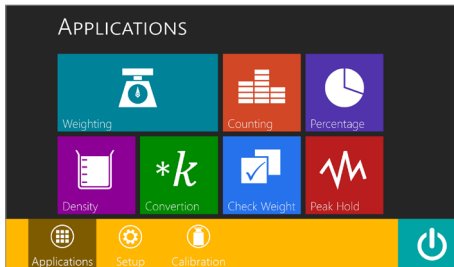 APPLICATIONS
Weighting
Counting
Percentage
Density
*k
Convertion
Check Weight
Peak Hold
Applications
Setup
Calibration